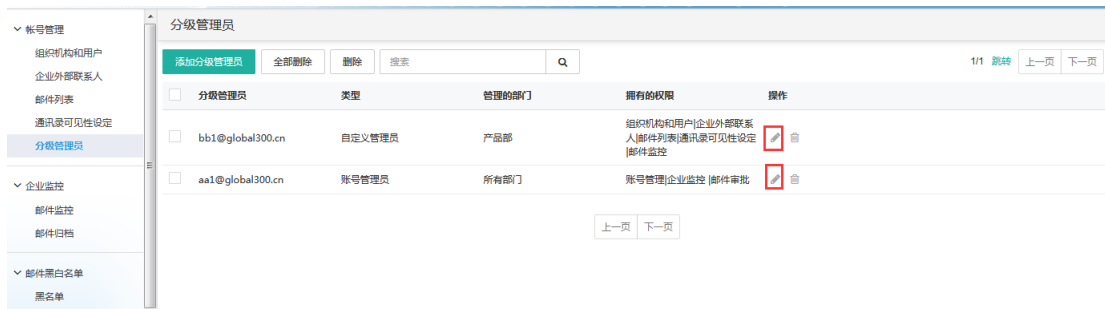 帐号管理
组织机构和用户
企业外部联系人
邮件列表
通讯录可见性设定
分级管理员
企业监控
邮件监控
邮件归档
邮件黑白名单
黑名单
分级管理员
添加分级管理员 全部删除 删除 搜索 1/1 跳转 上一页 下一页
分级管理员 类型 管理的部门 拥有的权限 操作
bb1@global300.cn 自定义管理员 产品部 组织机构和用户|企业外部联系
人|邮件列表|通讯录可见性设定
|邮件监控
aa1@global300.cn 账号管理员 所有部门 账号管理|企业监控 |邮件审批
上一页 下一页